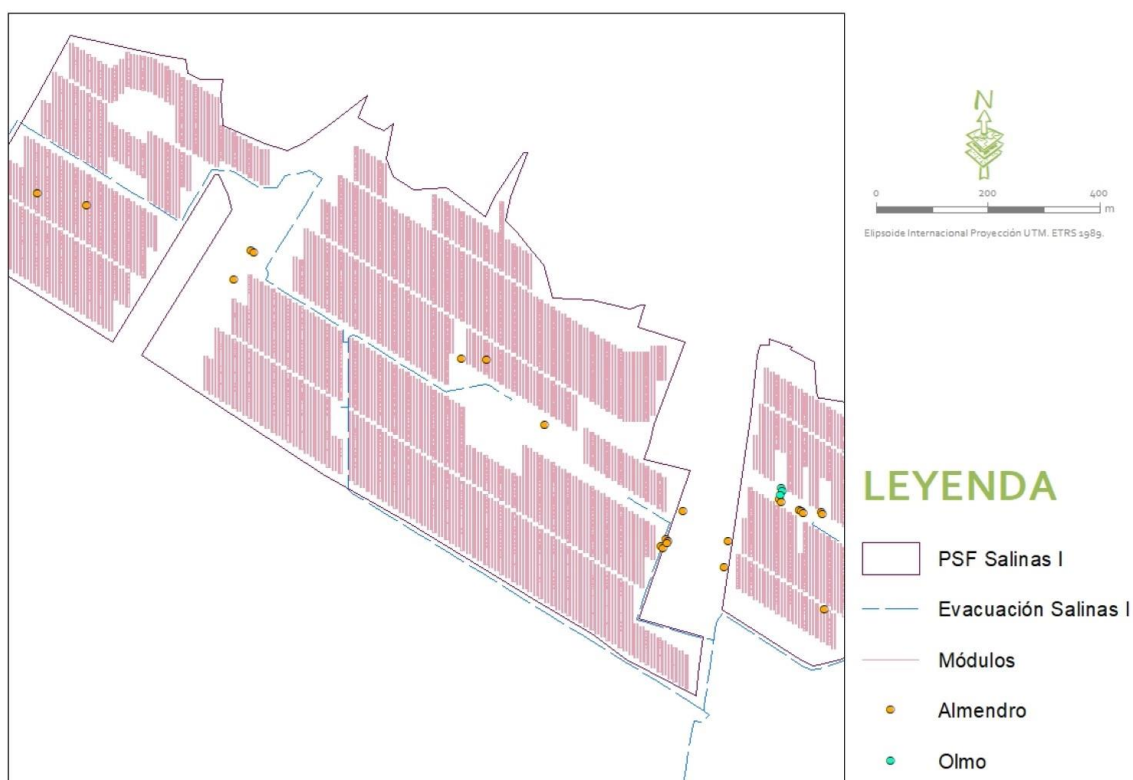 N
0 200 400
m
Elipsoide Internacional Proyección UTM. ETRS 1989.
LEYENDA
PSF Salinas I
Evacuación Salinas I
Módulos
Almendro
Olmo